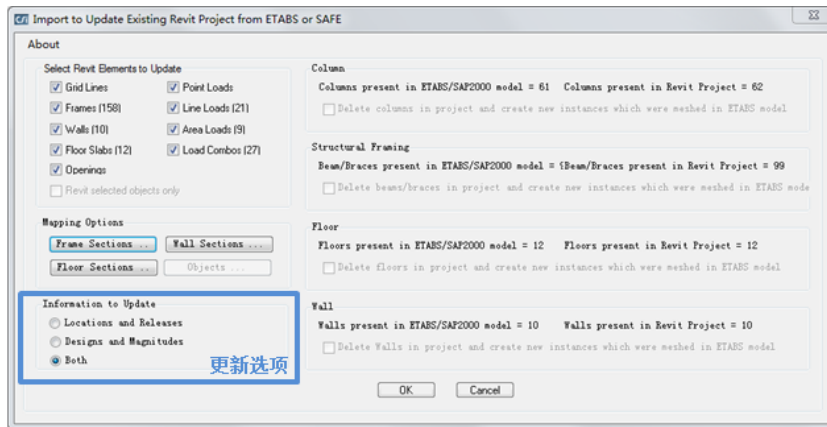 Import to Update Existing Revit Project from ETABS or SAFE
About
Select Revit Elements to Update
Grid Lines
Point Loads
Frames (158)
Line Loads (21)
Walls (10)
Area Loads (9)
Floor Slabs (12)
Load Combos (27)
Openings
Revit selected objects only
Mapping Options
Frame Sections ..
Wall Sections ...
Floor Sections ..
Objects ...
Information to Update
Locations and Releases
Designs and Magnitudes
Both
更新选项
Column
Columns present in ETABS/SAP2000 model = 61 Columns present in Revit Project = 62
Delete columns in project and create new instances which were meshed in ETABS model
Structural Framing
Beam/Braces present in ETABS/SAP2000 model = Beam/Braces present in Revit Project = 99
Delete beams/braces in project and create new instances which were meshed in ETABS mode
Floor
Floors present in ETABS/SAP2000 model = 12 Floors present in Revit Project = 12
Delete floors in project and create new instances which were meshed in ETABS model
Wall
Walls present in ETABS/SAP2000 model = 10 Walls present in Revit Project = 10
Delete Walls in project and create new instances which were meshed in ETABS model
OK
Cancel